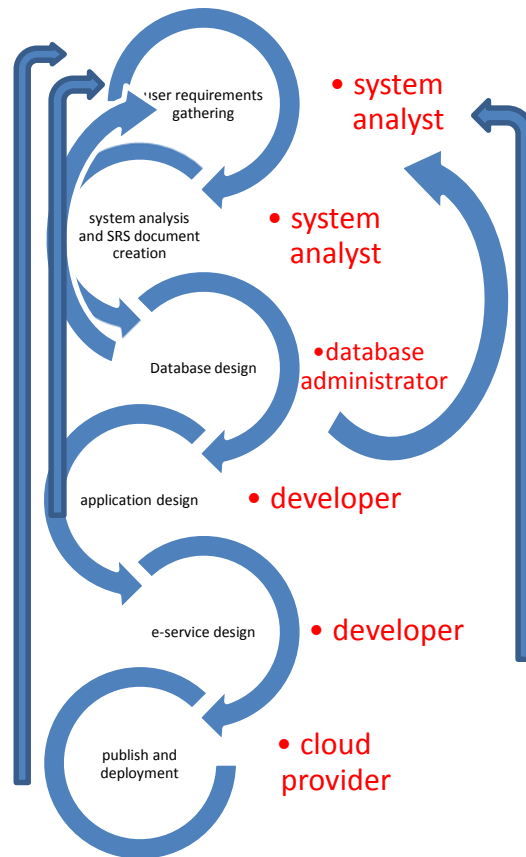 user requirements
gathering
• system
analyst
system analysis
and SRS document
creation
• system
analyst
Database design
•database
administrator
application design
• developer
e-service design
• developer
publish and
deployment
• cloud
provider